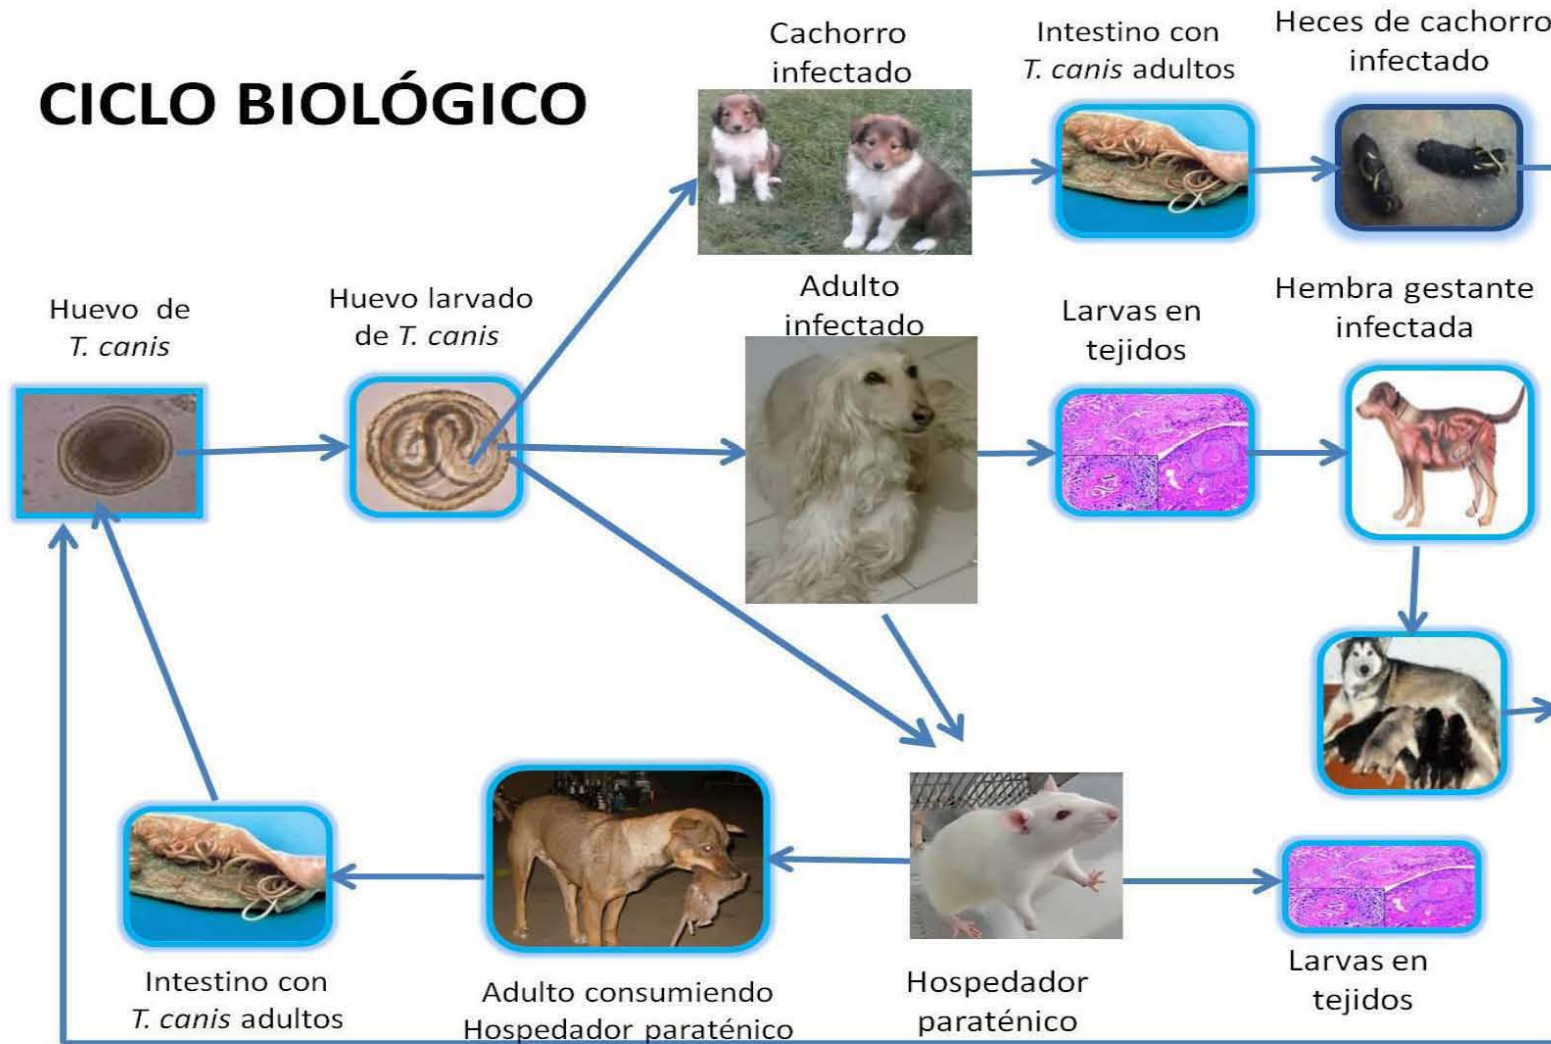 CICLO BIOLÓGICO
Cachorro
infectado
Intestino con
T. canis adultos
Heces de cachorro
infectado
Huevo de
T. canis
Huevo larvado
de T. canis
Adulto
infectado
Larvas en
tejidos
Hembra gestante
infectada
Intestino con
T. canis adultos
Adulto consumiendo
Hospedador paraténico
Hospedador
paraténico
Larvas en
tejidos